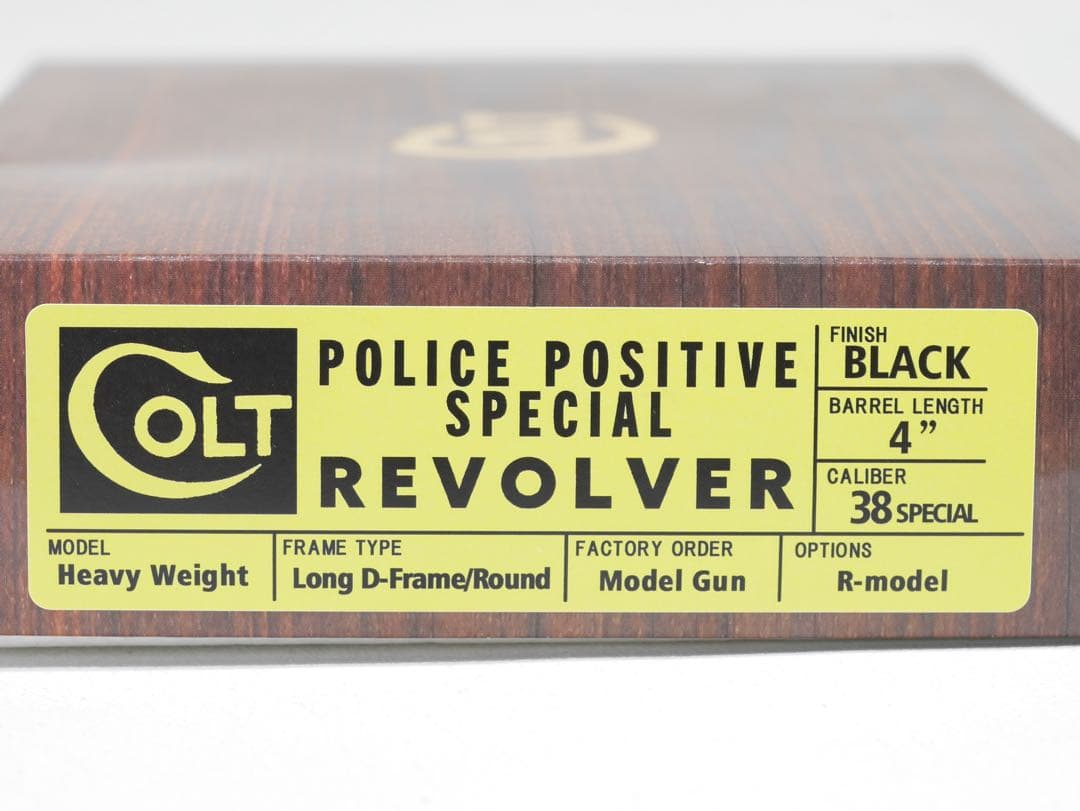 COLT
POLICE POSITIVE
SPECIAL
REVOLVER
FINISH
BLACK
BARREL LENGTH
4”
CALIBER
38 SPECIAL
MODEL
Heavy Weight
FRAME TYPE
Long D-Frame/Round
FACTORY ORDER
Model Gun
OPTIONS
R-model